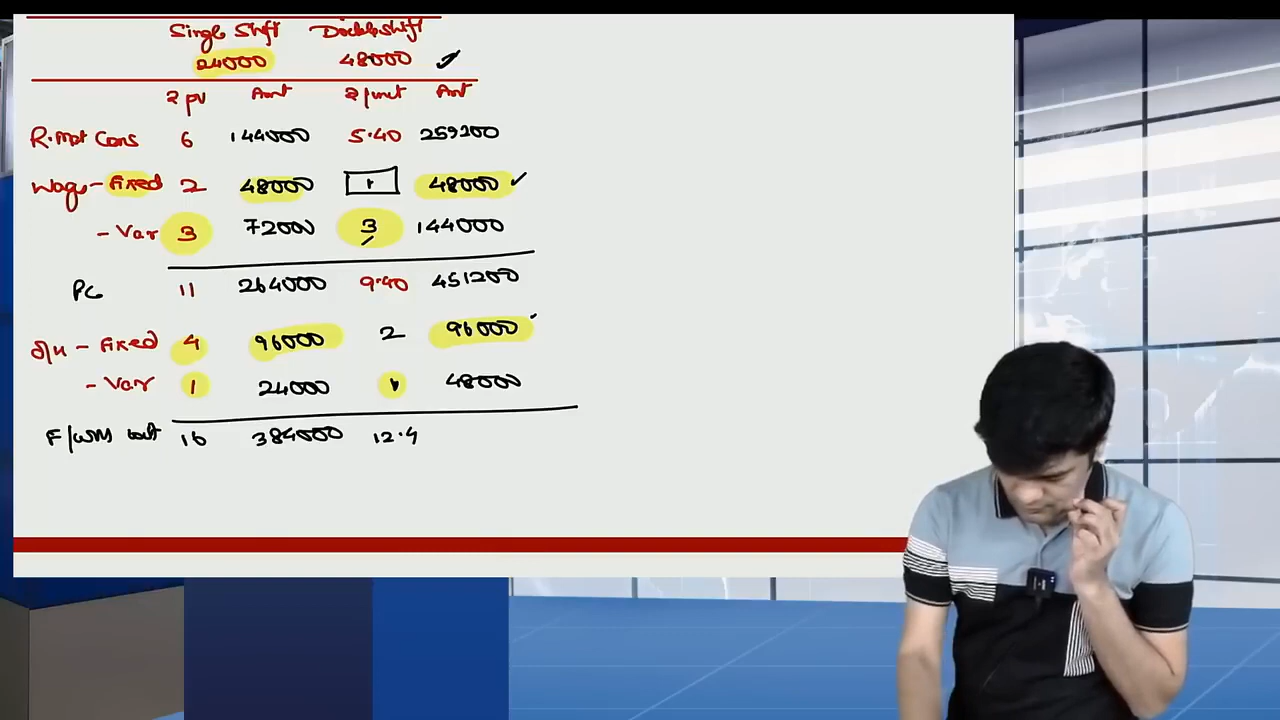 Single Shift Double Shift
24000 48000 ✓
₹ pu Amt ₹/unit Amt
R.Mat Cons 6 144000 5.40 259200
Wages - Fixed 2 48000 1 48000 ✓
- Var 3 72000 3 144000
PC 11 264000 9.40 451200
O/H - Fixed 4 96000 2 96000
- Var 1 24000 1 48000
F/WM cost 16 384000 12.4